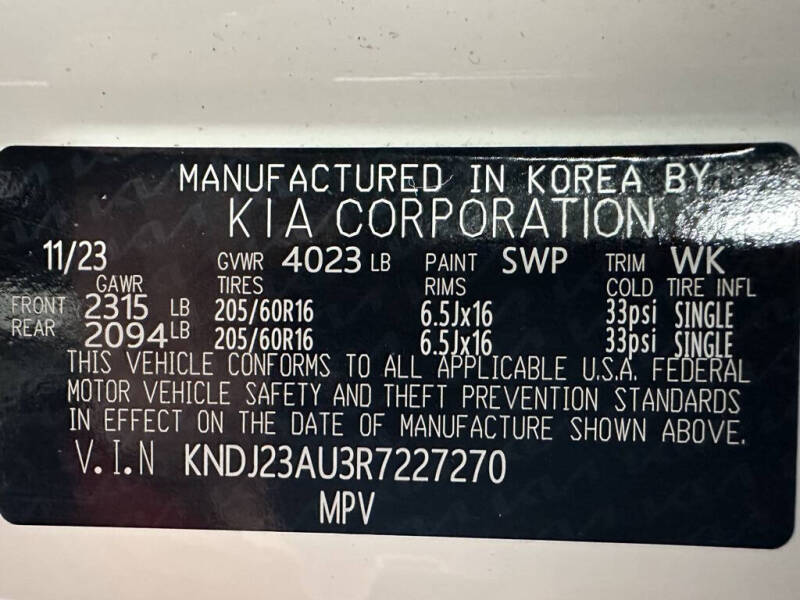 MANUFACTURED IN KOREA BY
KIA CORPORATION
11/23 GVWR 4023 LB PAINT SWP TRIM WK
GAWR TIRES RIMS COLD TIRE INFL
FRONT 2315 LB 205/60R16 6.5Jx16 33psi SINGLE
REAR 2094 LB 205/60R16 6.5Jx16 33psi SINGLE
THIS VEHICLE CONFORMS TO ALL APPLICABLE U.S.A. FEDERAL
MOTOR VEHICLE SAFETY AND THEFT PREVENTION STANDARDS
IN EFFECT ON THE DATE OF MANUFACTURE SHOWN ABOVE.
V.I.N KNDJ23AU3R7227270
MPV